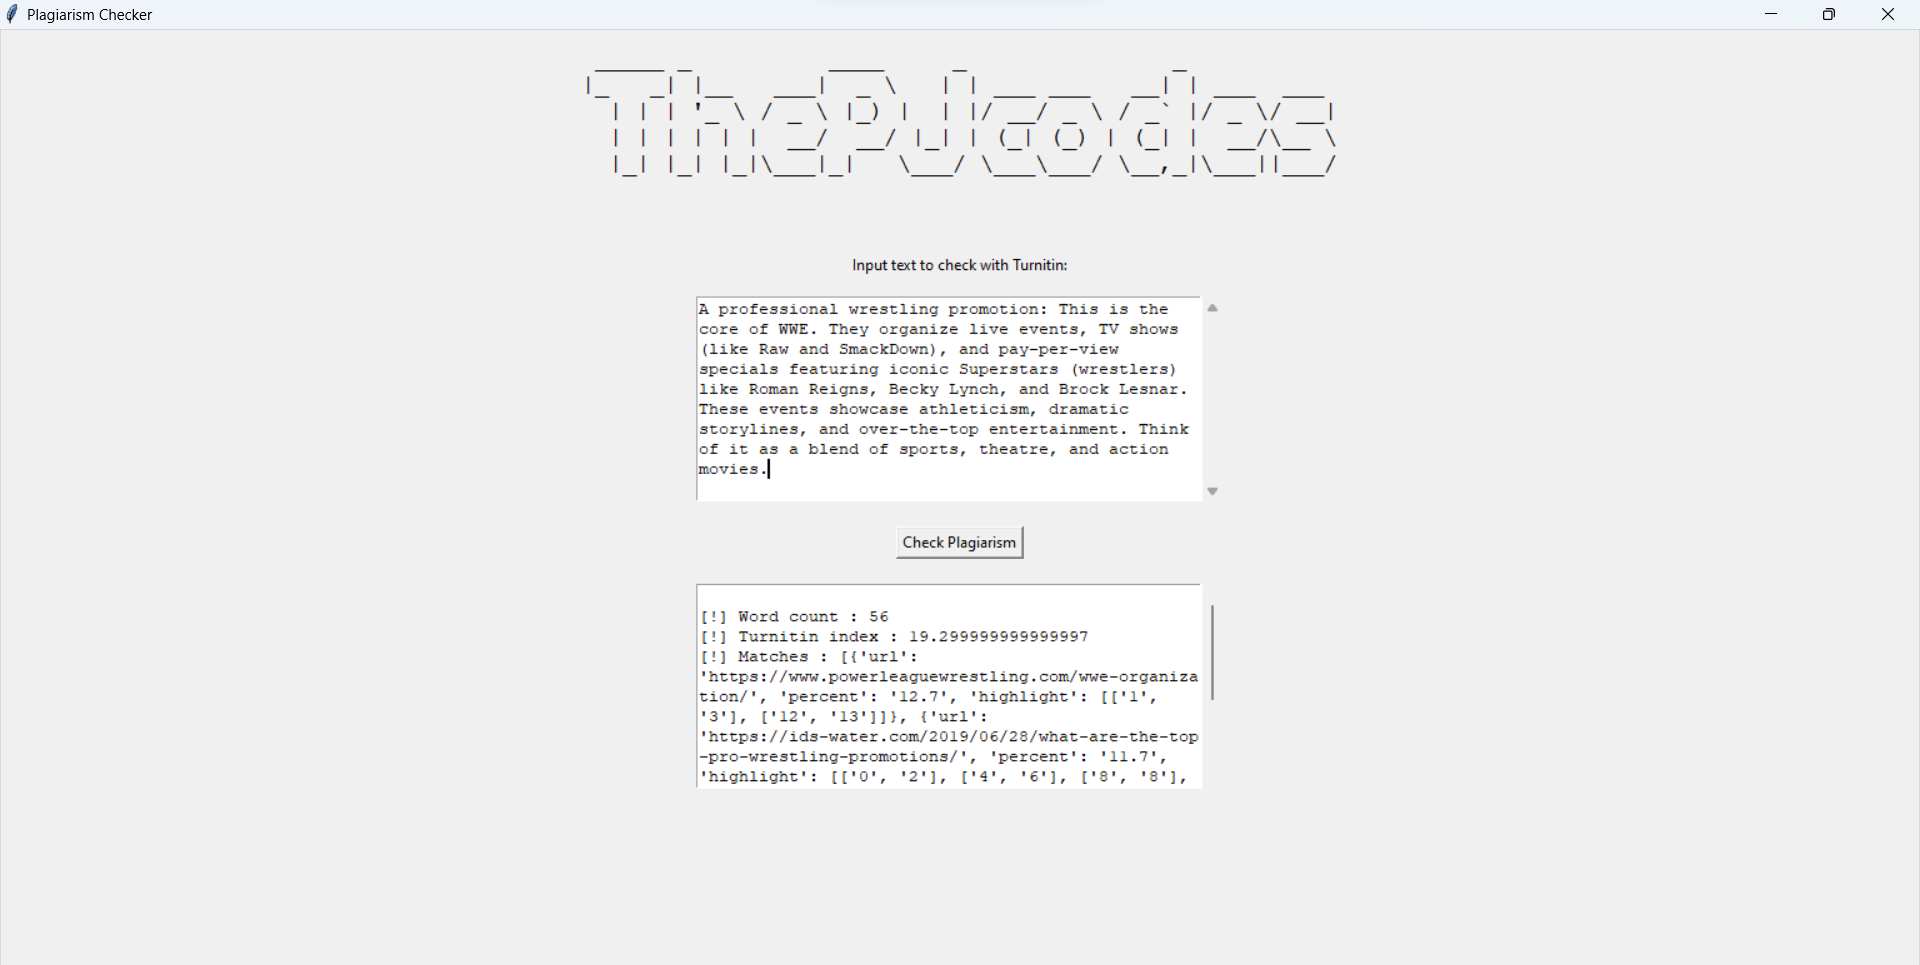 Plagiarism Checker
ThePJcodes
Input text to check with Turnitin:
A professional wrestling promotion: This is the
core of WWE. They organize live events, TV shows
(like Raw and SmackDown), and pay-per-view
specials featuring iconic Superstars (wrestlers)
like Roman Reigns, Becky Lynch, and Brock Lesnar.
These events showcase athleticism, dramatic
storylines, and over-the-top entertainment. Think
of it as a blend of sports, theatre, and action
movies.
Check Plagiarism
[!] Word count : 56
[!] Turnitin index : 19.299999999999997
[!] Matches : [{'url':
'https://www.powerleaguewrestling.com/wwe-organiza
tion/', 'percent': '12.7', 'highlight': [['1',
'3'], ['12', '13']]}, {'url':
'https://ids-water.com/2019/06/28/what-are-the-top
-pro-wrestling-promotions/', 'percent': '11.7',
'highlight': [['0', '2'], ['4', '6'], ['8', '8'],